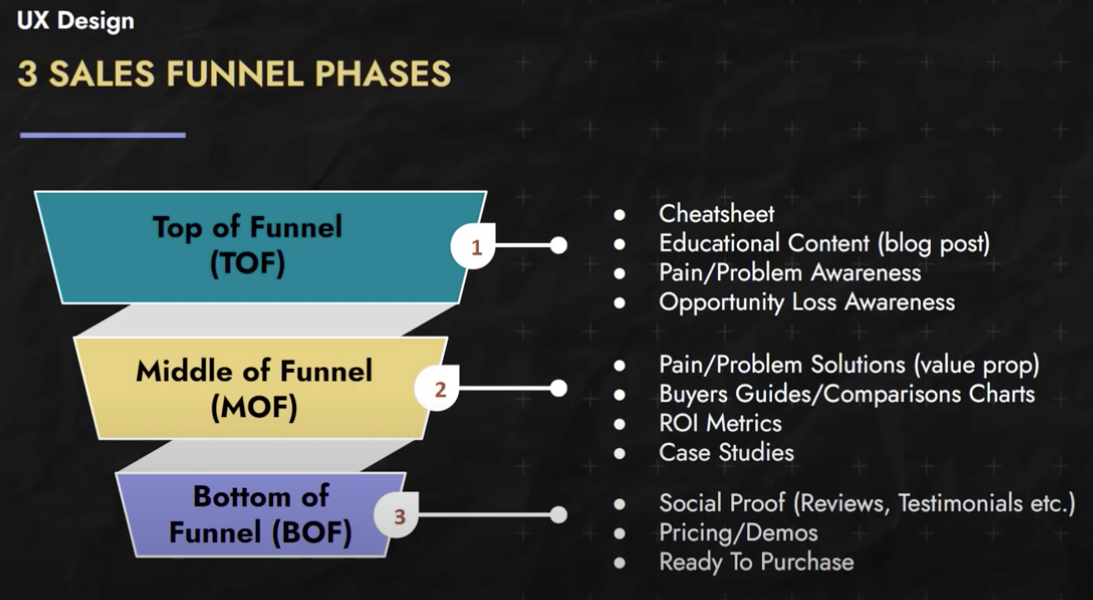 UX Design
3 SALES FUNNEL PHASES
Top of Funnel
(TOF)
1
● Cheatsheet
● Educational Content (blog post)
● Pain/Problem Awareness
● Opportunity Loss Awareness
Middle of Funnel
(MOF)
2
● Pain/Problem Solutions (value prop)
● Buyers Guides/Comparisons Charts
● ROI Metrics
● Case Studies
Bottom of
Funnel (BOF)
3
● Social Proof (Reviews, Testimonials etc.)
● Pricing/Demos
● Ready To Purchase